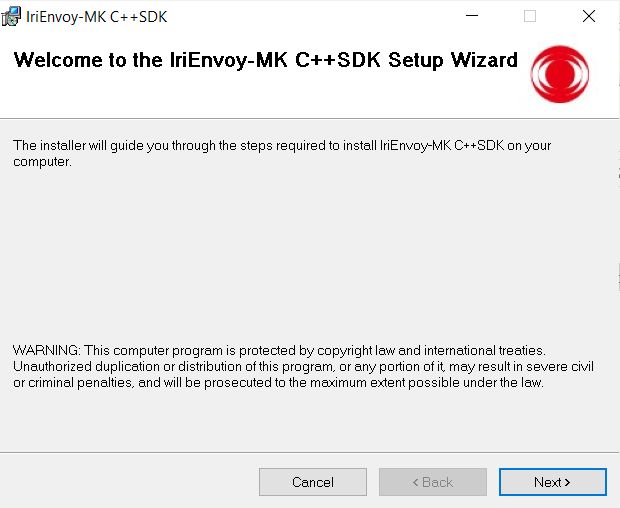 IriEnvoy-MK C++SDK
Welcome to the IriEnvoy-MK C++SDK Setup Wizard
The installer will guide you through the steps required to install IriEnvoy-MK C++SDK on your
computer.
WARNING: This computer program is protected by copyright law and international treaties.
Unauthorized duplication or distribution of this program, or any portion of it, may result in severe civil
or criminal penalties, and will be prosecuted to the maximum extent possible under the law.
Cancel
< Back
Next >